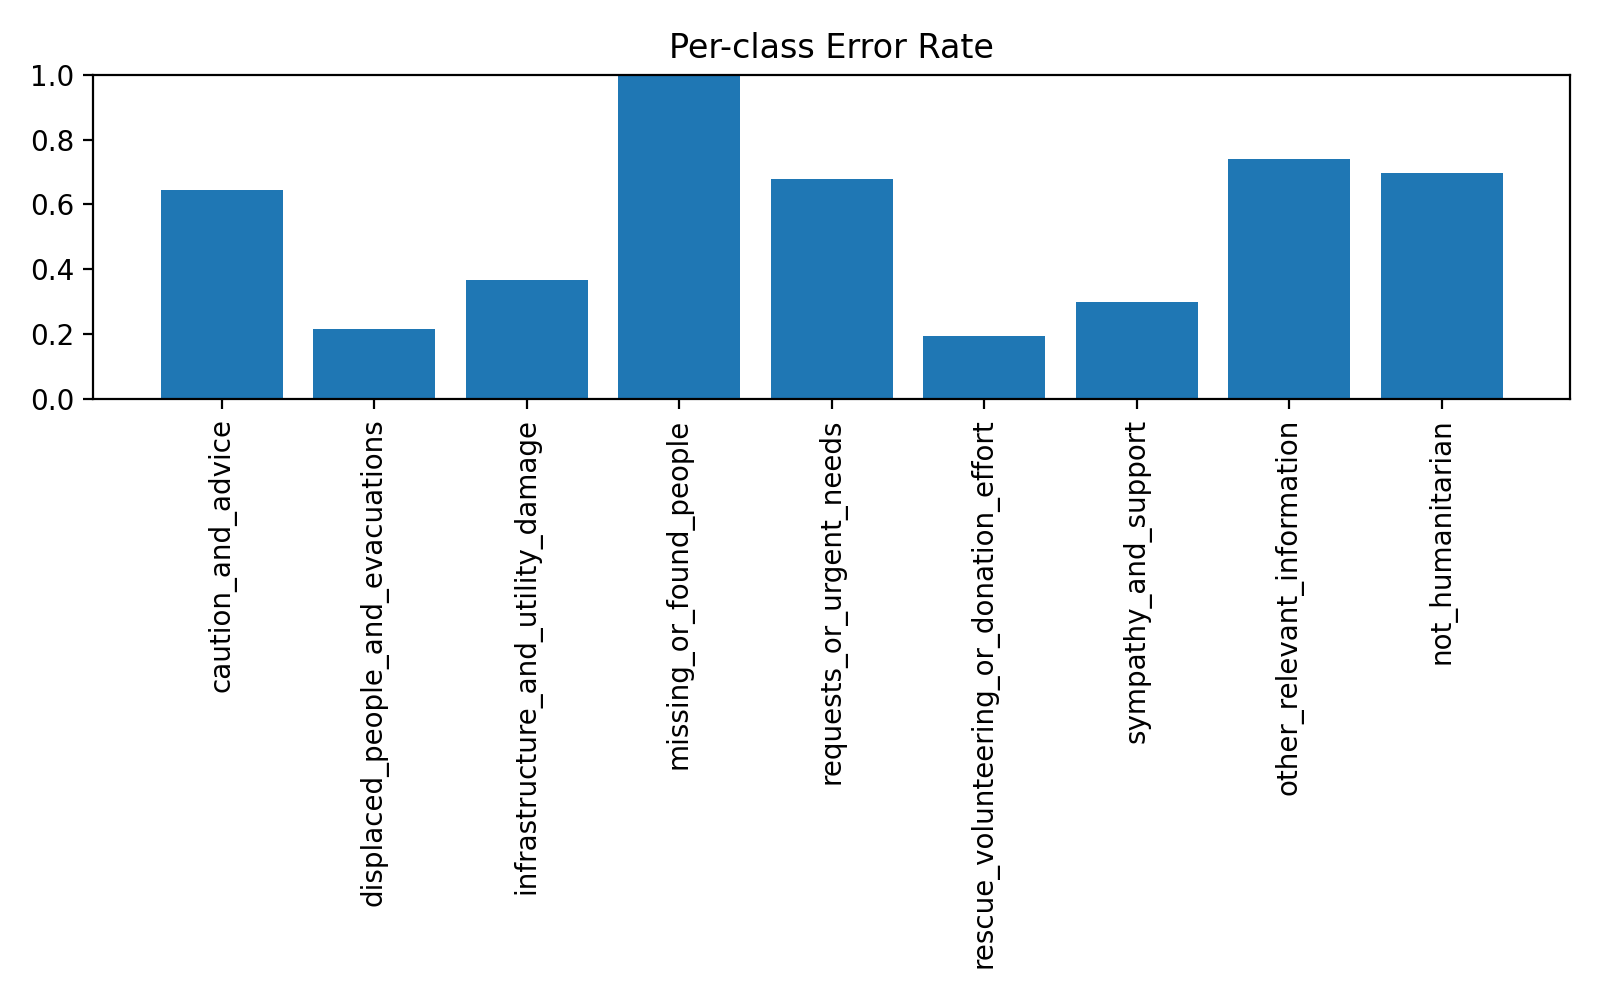 Per-class Error Rate
1.0
0.8
0.6
0.4
0.2
0.0
caution_and_advice
displaced_people_and_evacuations
infrastructure_and_utility_damage
missing_or_found_people
requests_or_urgent_needs
rescue_volunteering_or_donation_effort
sympathy_and_support
other_relevant_information
not_humanitarian